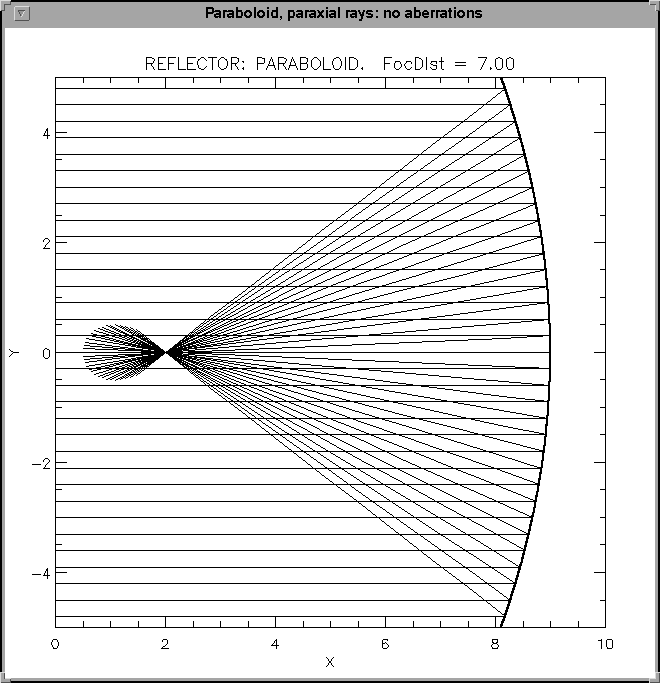 Paraboloid, paraxial rays: no aberrations
REFLECTOR: PARABOLOID. FocDIst = 7.00
4
2
Y
0
−2
−4
0 2 4 6 8 10
X